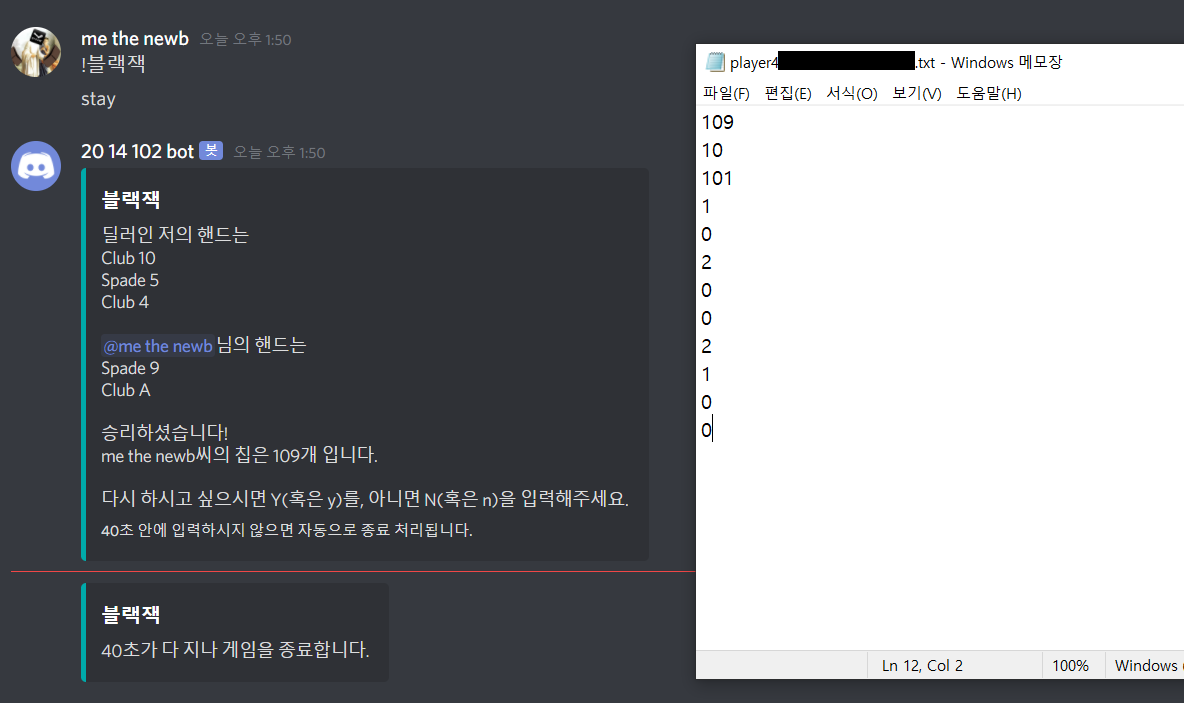 me the newb 오늘 오후 1:50
!블랙잭
stay
20 14 102 bot 봇 오늘 오후 1:50
블랙잭
딜러인 저의 핸드는
Club 10
Spade 5
Club 4
@me the newb 님의 핸드는
Spade 9
Club A
승리하셨습니다!
me the newb씨의 칩은 109개 입니다.
다시 하시고 싶으시면 Y(혹은 y)를, 아니면 N(혹은 n)을 입력해주세요.
40초 안에 입력하시지 않으면 자동으로 종료 처리됩니다.
블랙잭
40초가 다 지나 게임을 종료합니다.
player4 .txt - Windows 메모장
파일(F) 편집(E) 서식(O) 보기(V) 도움말(H)
109
10
101
1
0
2
0
0
2
1
0
0
Ln 12, Col 2 100% Windows